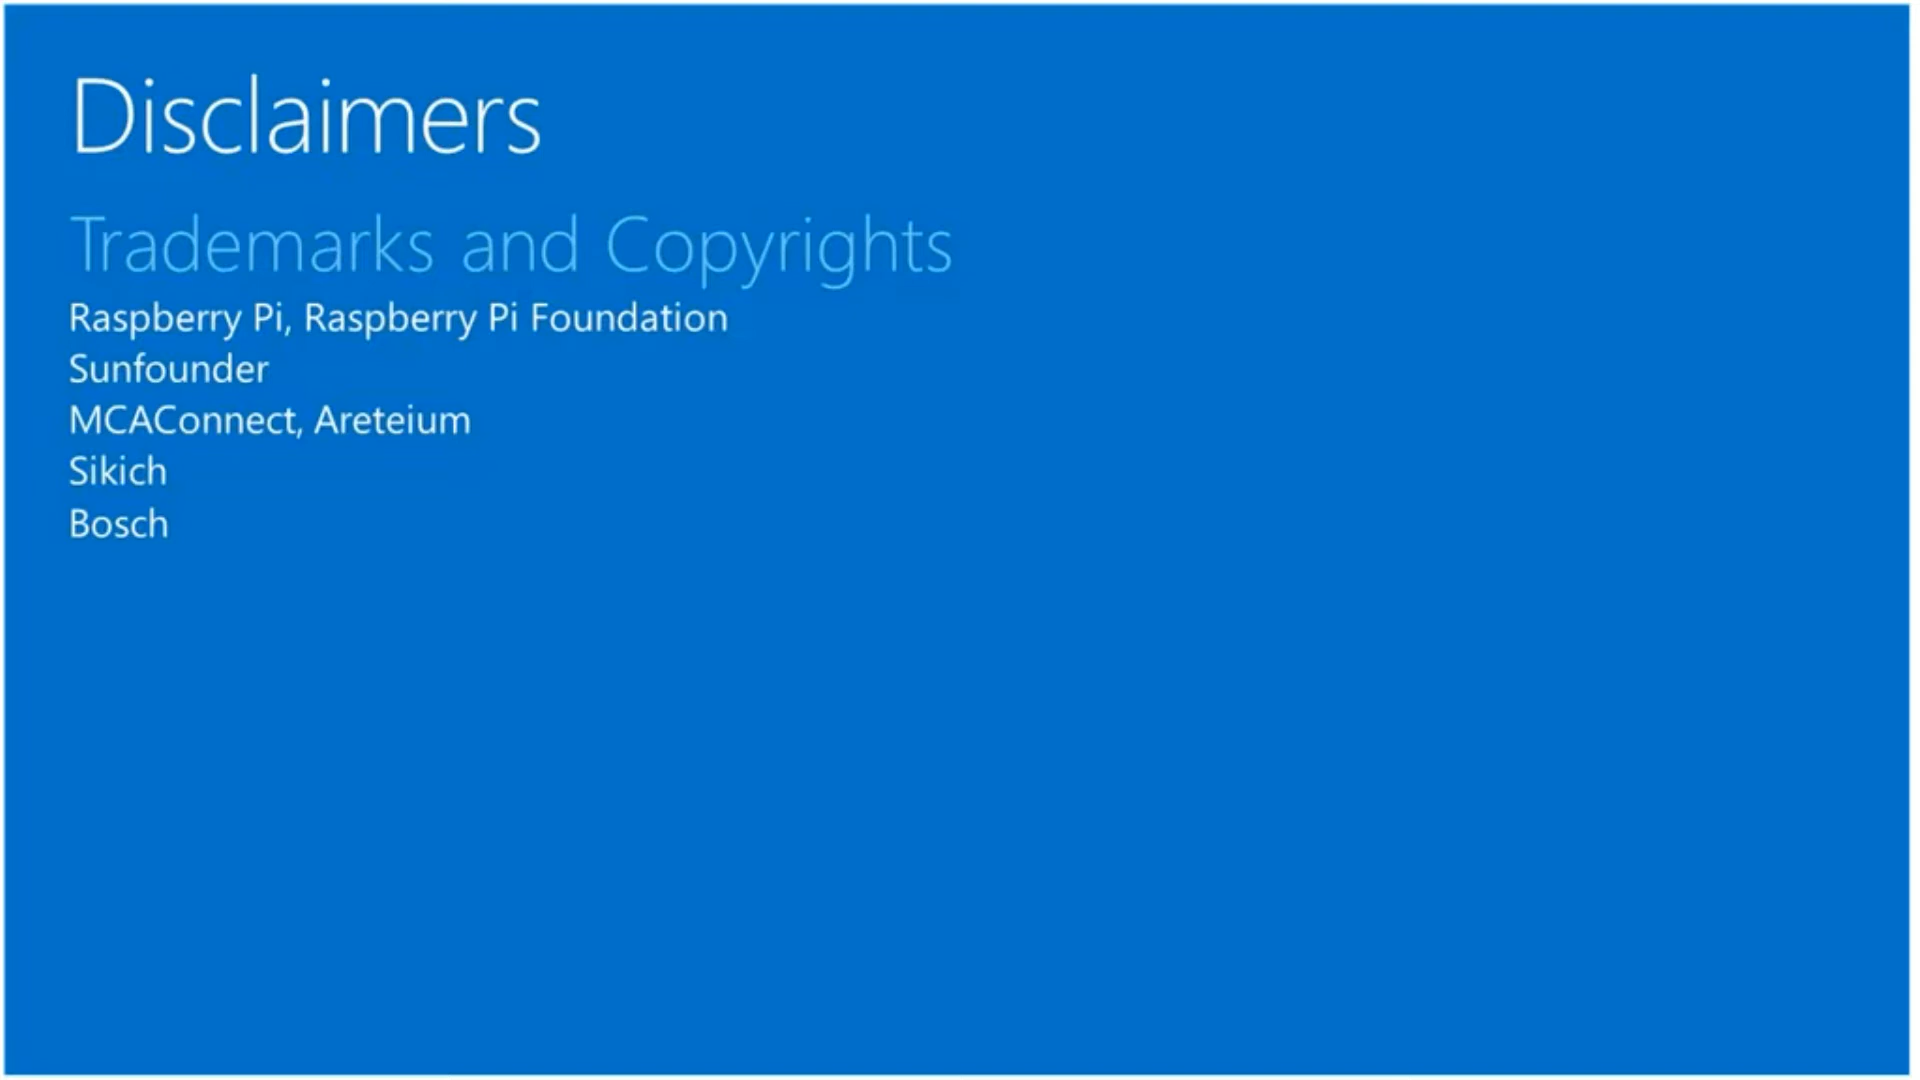 Disclaimers
Trademarks and Copyrights
Raspberry Pi, Raspberry Pi Foundation
Sunfounder
MCAConnect, Areteium
Sikich
Bosch